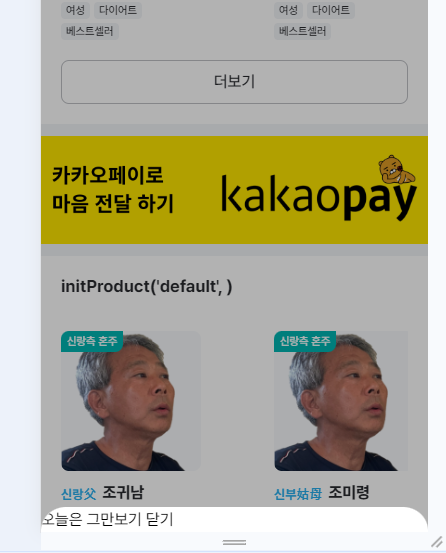 여성 다이어트 여성 다이어트
베스트셀러 베스트셀러
더보기
카카오페이로
마음 전달 하기
kakaopay
initProduct('default', )
신랑측 혼주 신랑측 혼주
신랑父 조귀남 신부姑母 조미령
오늘은 그만보기 닫기